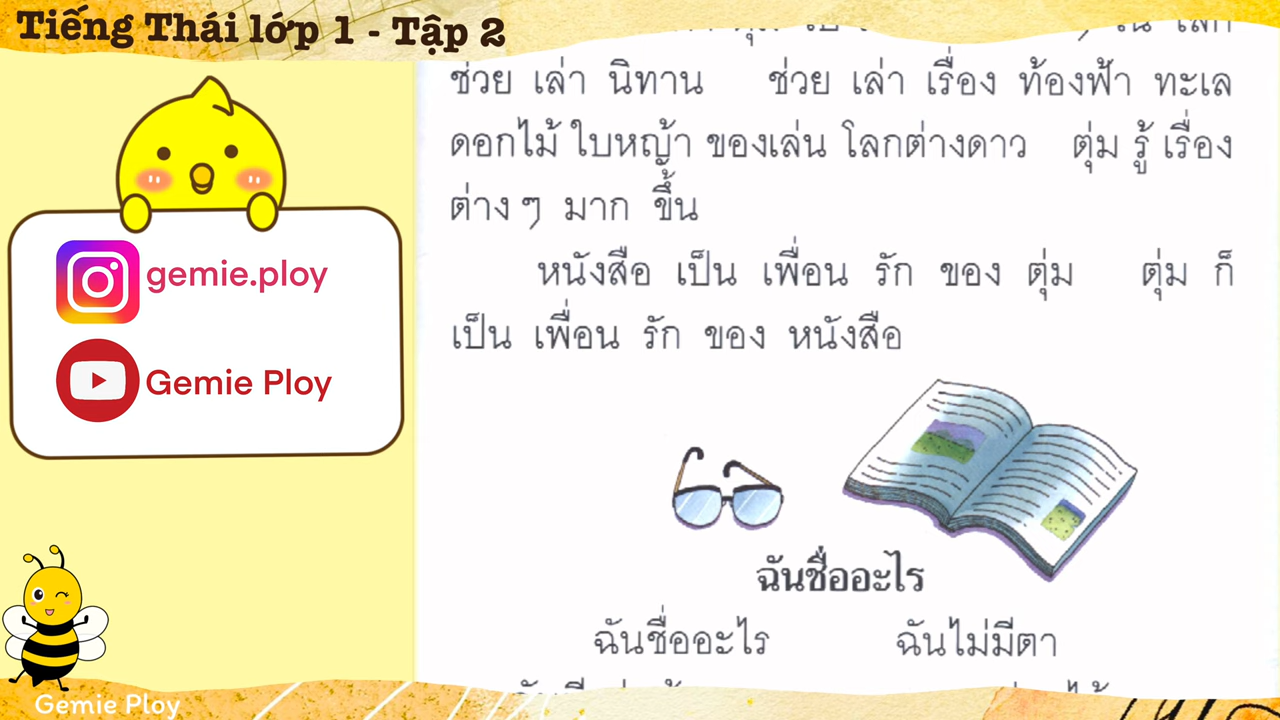 Tiếng Thái lớp 1 - Tập 2
ช่วย เล่า นิทาน ช่วย เล่า เรื่อง ท้องฟ้า ทะเล
ดอกไม้ ใบหญ้า ของเล่น โลกต่างดาว ตุ่ม รู้ เรื่อง
ต่าง ๆ มาก ขึ้น
หนังสือ เป็น เพื่อน รัก ของ ตุ่ม ตุ่ม ก็
เป็น เพื่อน รัก ของ หนังสือ
ฉันชื่ออะไร
ฉันชื่ออะไร ฉันไม่มีตา
gemie.ploy
Gemie Ploy
Gemie Ploy